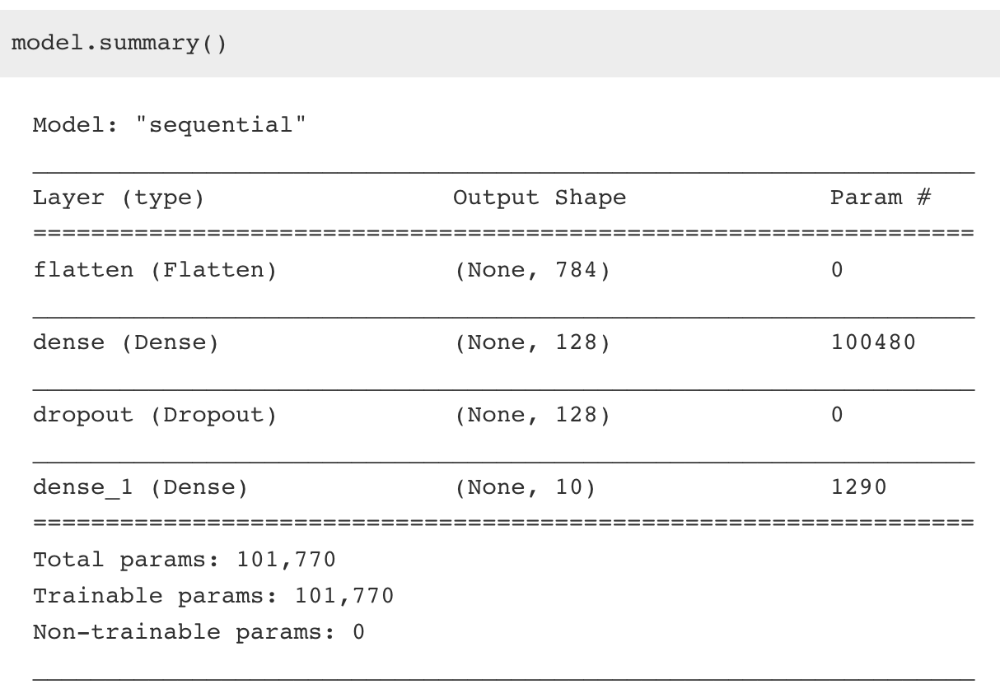 model.summary()
Model: "sequential"
_________________________________________________________________
Layer (type)                 Output Shape              Param #
=================================================================
flatten (Flatten)            (None, 784)               0
_________________________________________________________________
dense (Dense)                (None, 128)               100480
_________________________________________________________________
dropout (Dropout)            (None, 128)               0
_________________________________________________________________
dense_1 (Dense)              (None, 10)                1290
=================================================================
Total params: 101,770
Trainable params: 101,770
Non-trainable params: 0
_________________________________________________________________